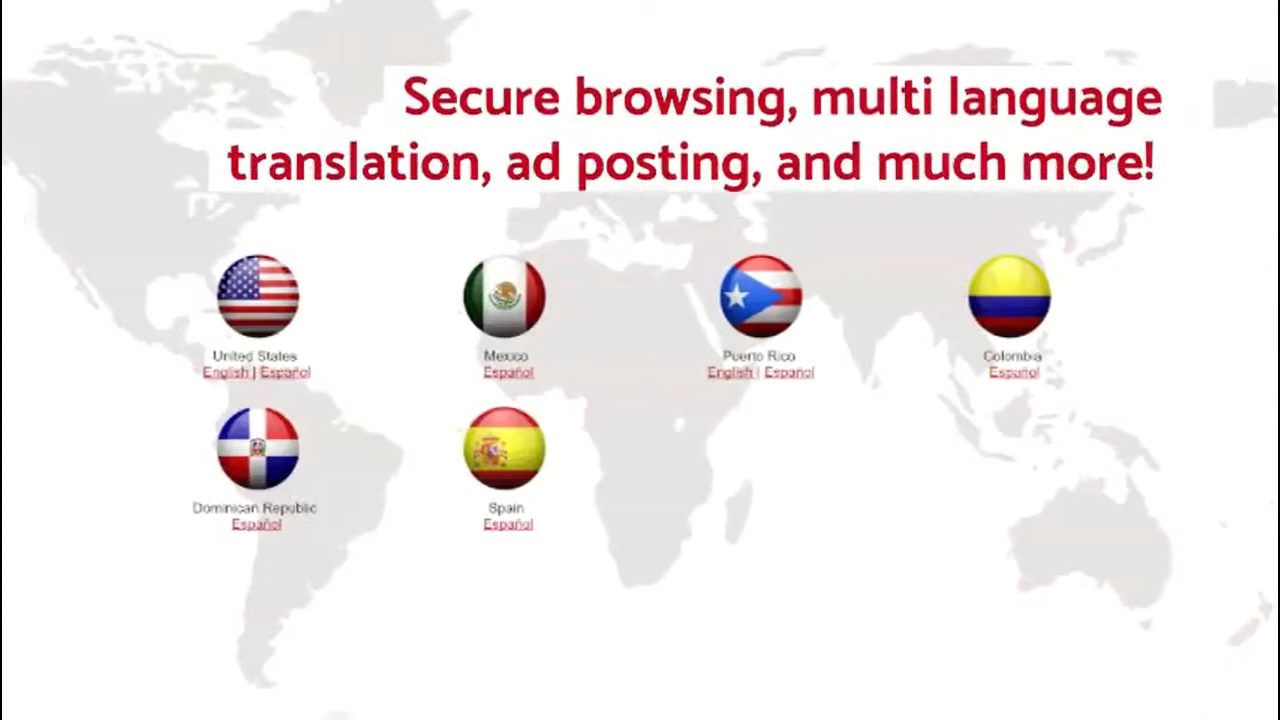 Secure browsing, multi language
translation, ad posting, and much more!
United States
English | Español
Mexico
Español
Puerto Rico
English | Español
Colombia
Español
Dominican Republic
Español
Spain
Español